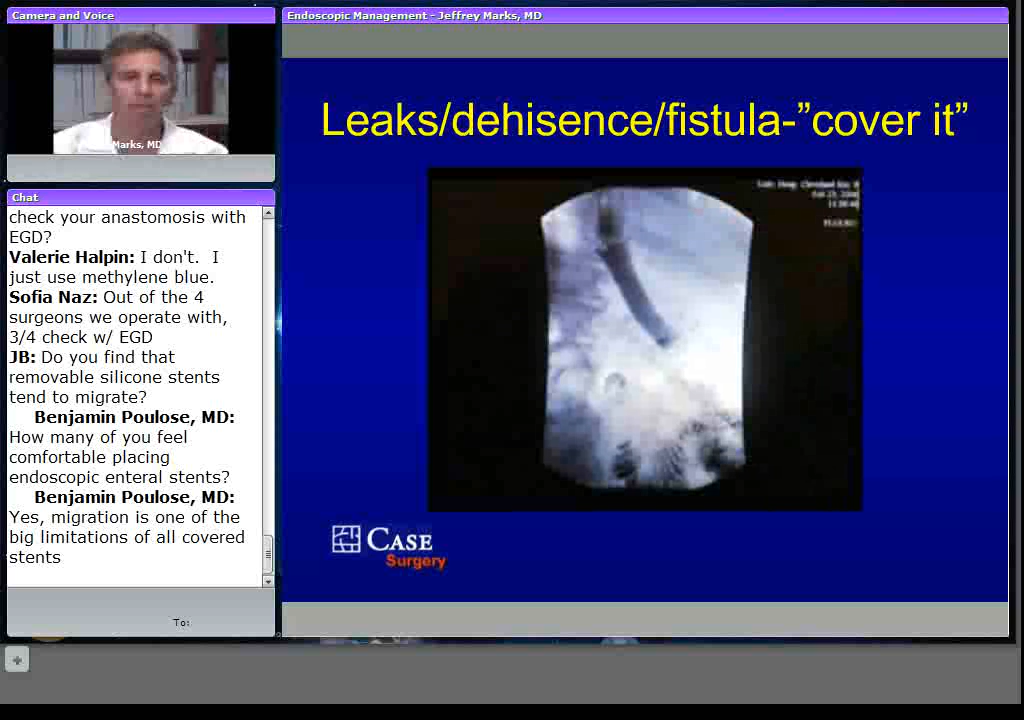 Camera and Voice
Marks, MD
Chat
check your anastomosis with
EGD?
Valerie Halpin: I don't. I
just use methylene blue.
Sofia Naz: Out of the 4
surgeons we operate with,
3/4 check w/ EGD
JB: Do you find that
removable silicone stents
tend to migrate?
Benjamin Poulose, MD:
How many of you feel
comfortable placing
endoscopic enteral stents?
Benjamin Poulose, MD:
Yes, migration is one of the
big limitations of all covered
stents
To:
Endoscopic Management - Jeffrey Marks, MD
Leaks/dehisence/fistula-"cover it"
CASE
Surgery